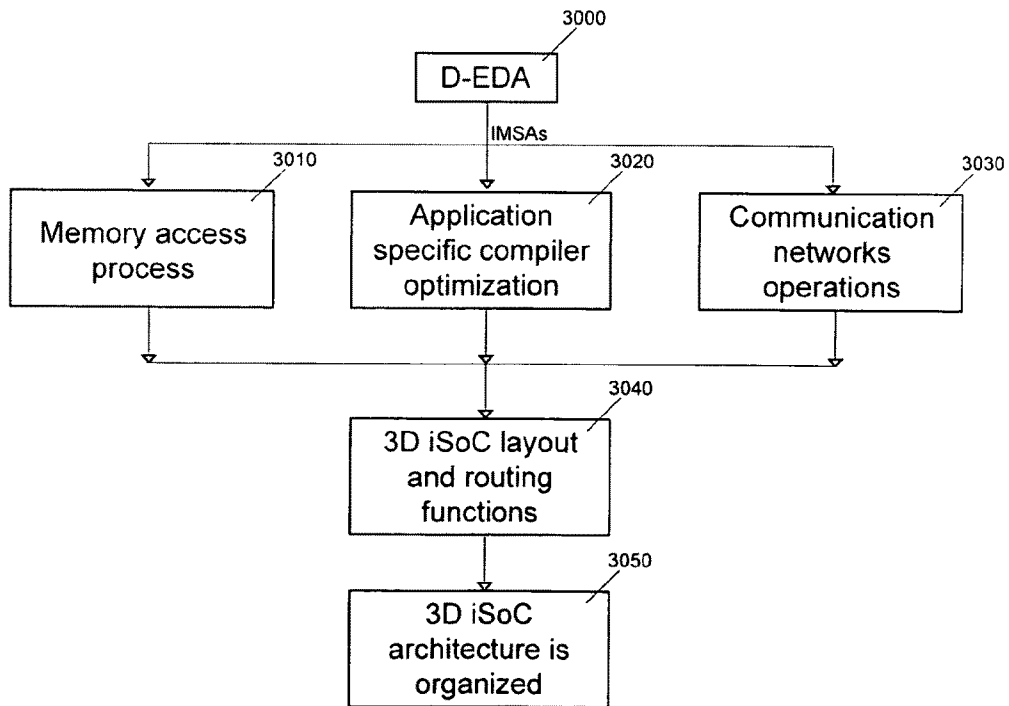 3000
D-EDA
IMSAs
3010
Memory access
process
3020
Application
specific compiler
optimization
3030
Communication
networks
operations
3040
3D iSoC layout
and routing
functions
3050
3D iSoC
architecture is
organized